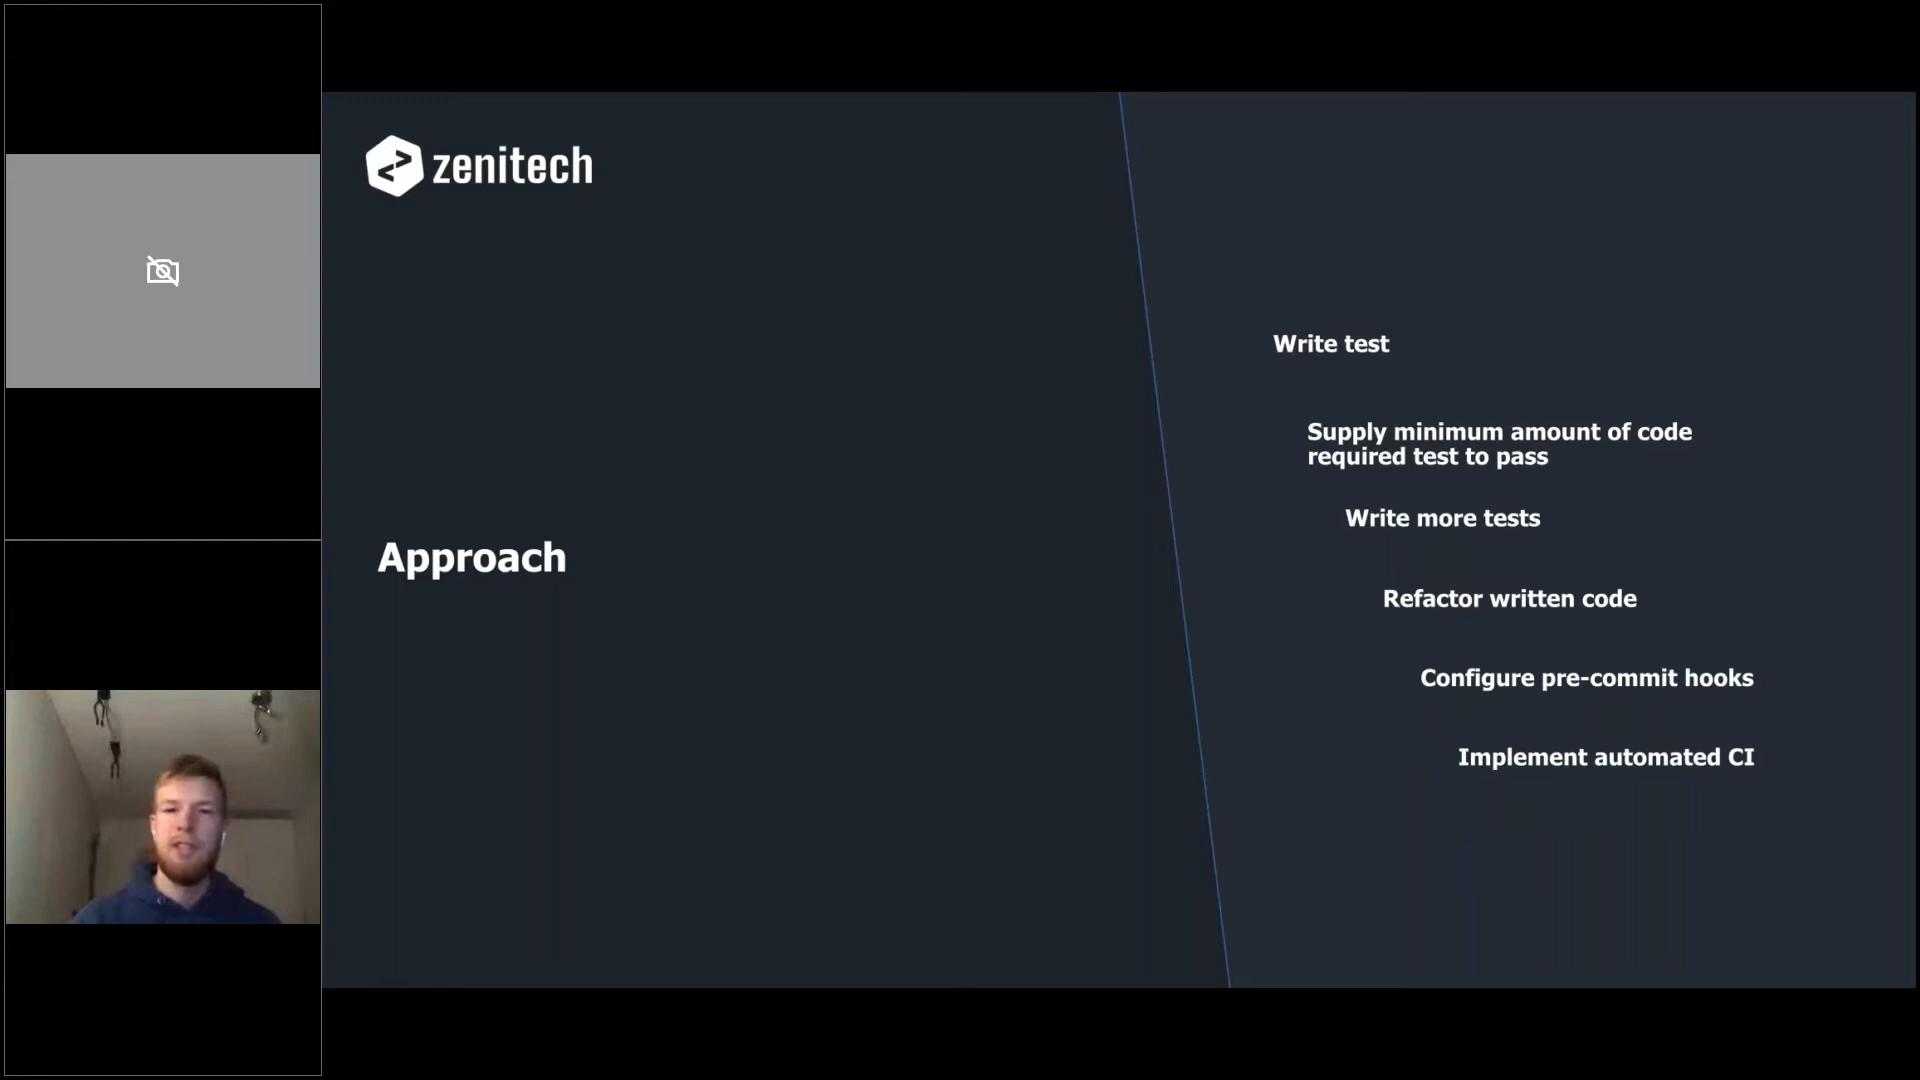 zenitech
Approach
Write test
Supply minimum amount of code
required test to pass
Write more tests
Refactor written code
Configure pre-commit hooks
Implement automated CI